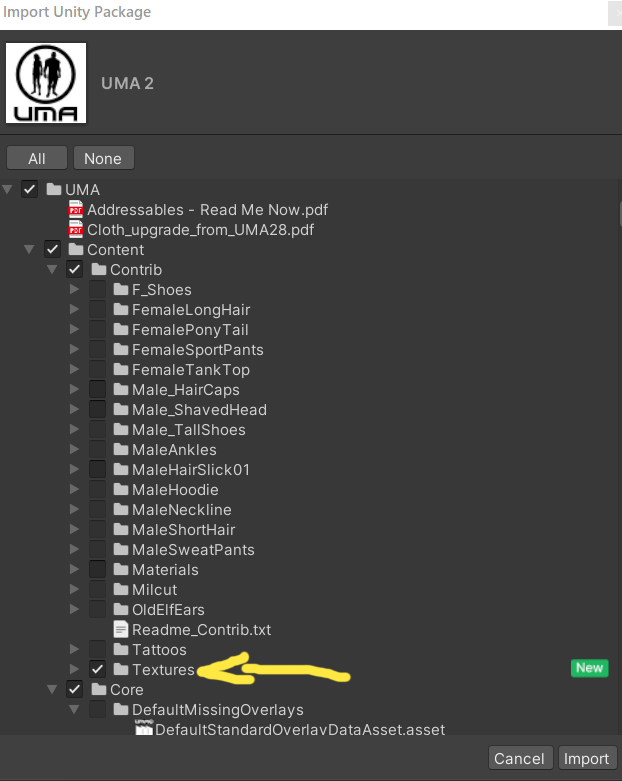 Import Unity Package
UMA
UMA 2
All None
UMA
Addressables - Read Me Now.pdf
Cloth_upgrade_from_UMA28.pdf
Content
Contrib
F_Shoes
FemaleLongHair
FemalePonyTail
FemaleSportPants
FemaleTankTop
Male_HairCaps
Male_ShavedHead
Male_TallShoes
MaleAnkles
MaleHairSlick01
MaleHoodie
MaleNeckline
MaleShortHair
MaleSweatPants
Materials
Milcut
OldElfEars
Readme_Contrib.txt
Tattoos
Textures New
Core
DefaultMissingOverlays
DefaultStandardOverlayDataAsset.asset
Cancel Import